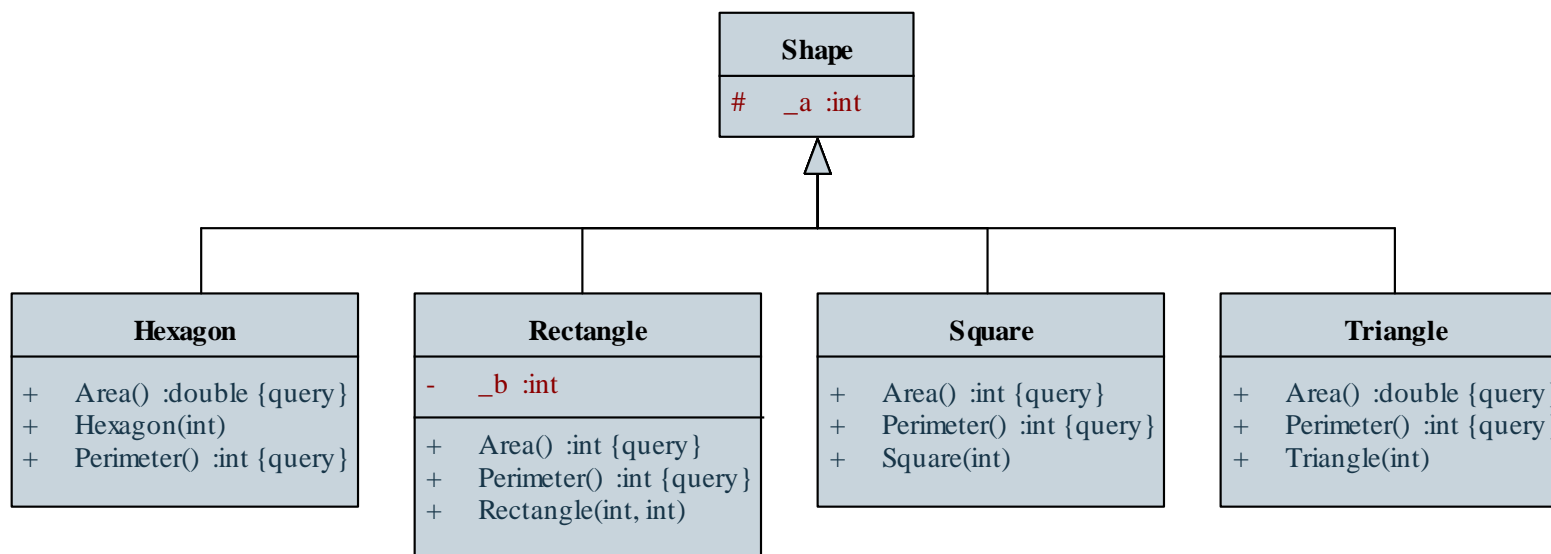 Shape
# _a :int
Hexagon
+ Area() :double {query}
+ Hexagon(int)
+ Perimeter() :int {query}
Rectangle
- _b :int
+ Area() :int {query}
+ Perimeter() :int {query}
+ Rectangle(int, int)
Square
+ Area() :int {query}
+ Perimeter() :int {query}
+ Square(int)
Triangle
+ Area() :double {query}
+ Perimeter() :int {query}
+ Triangle(int)